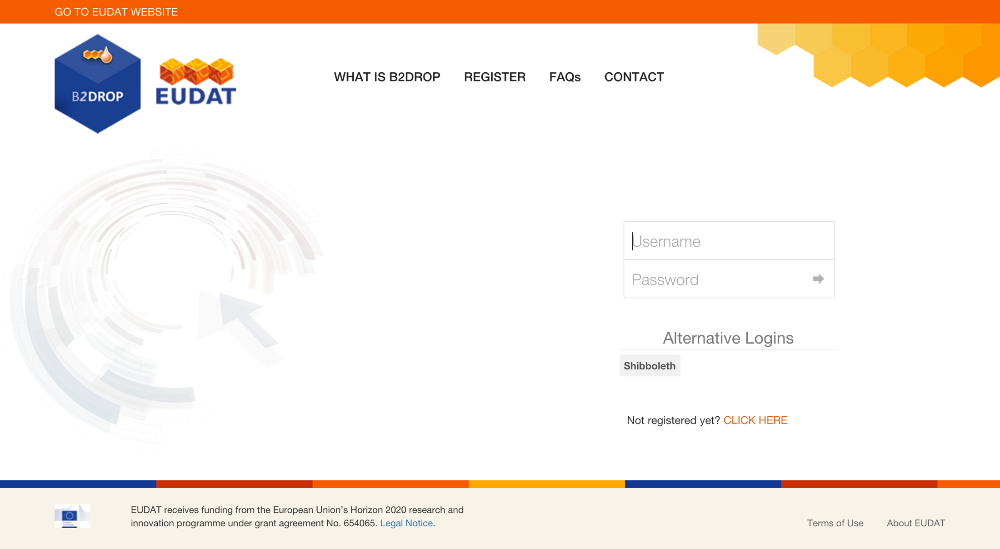 GO TO EUDAT WEBSITE
B2DROP
EUDAT
WHAT IS B2DROP REGISTER FAQs CONTACT
Username
Password
Alternative Logins
Shibboleth
Not registered yet? CLICK HERE
EUDAT receives funding from the European Union’s Horizon 2020 research and
innovation programme under grant agreement No. 654065. Legal Notice.
Terms of Use About EUDAT